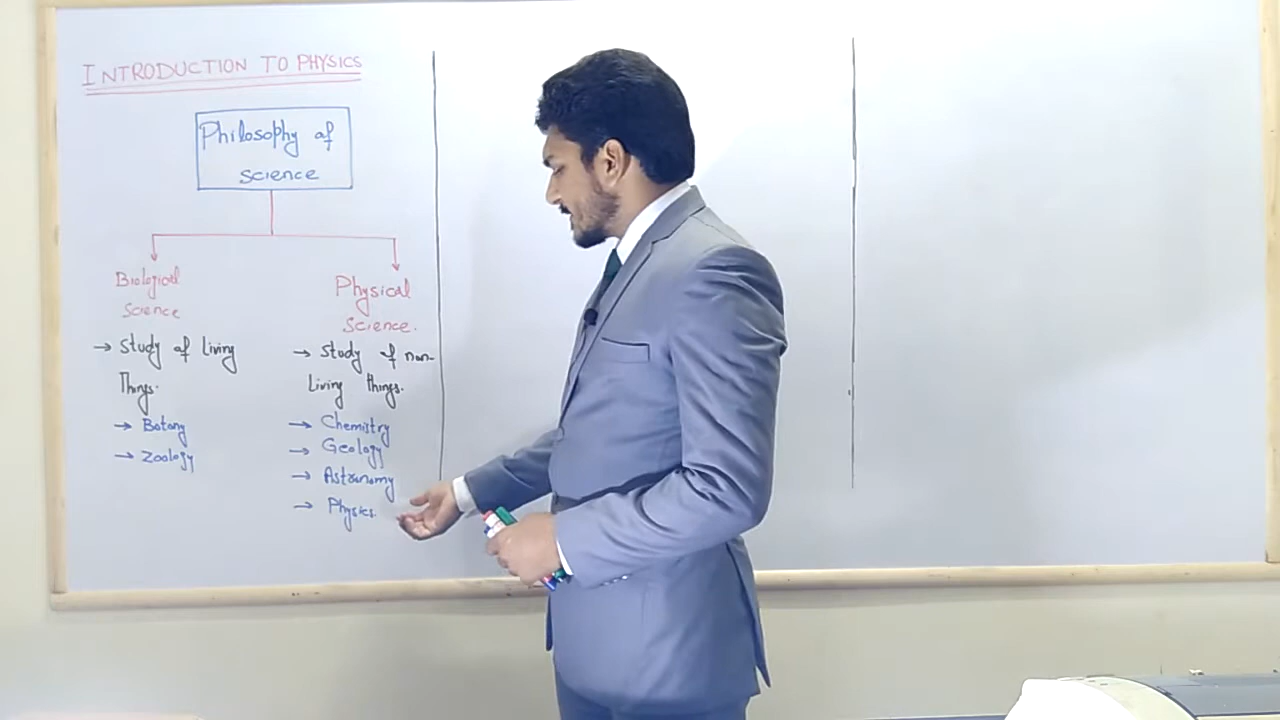 INTRODUCTION TO PHYSICS
Philosophy of
science
Biological
Science
→ Study of Living
Things.
→ Botany
→ Zoology
Physical
Science.
→ Study of non-
Living things.
→ Chemistry
→ Geology
→ Astronomy
→ Physics.